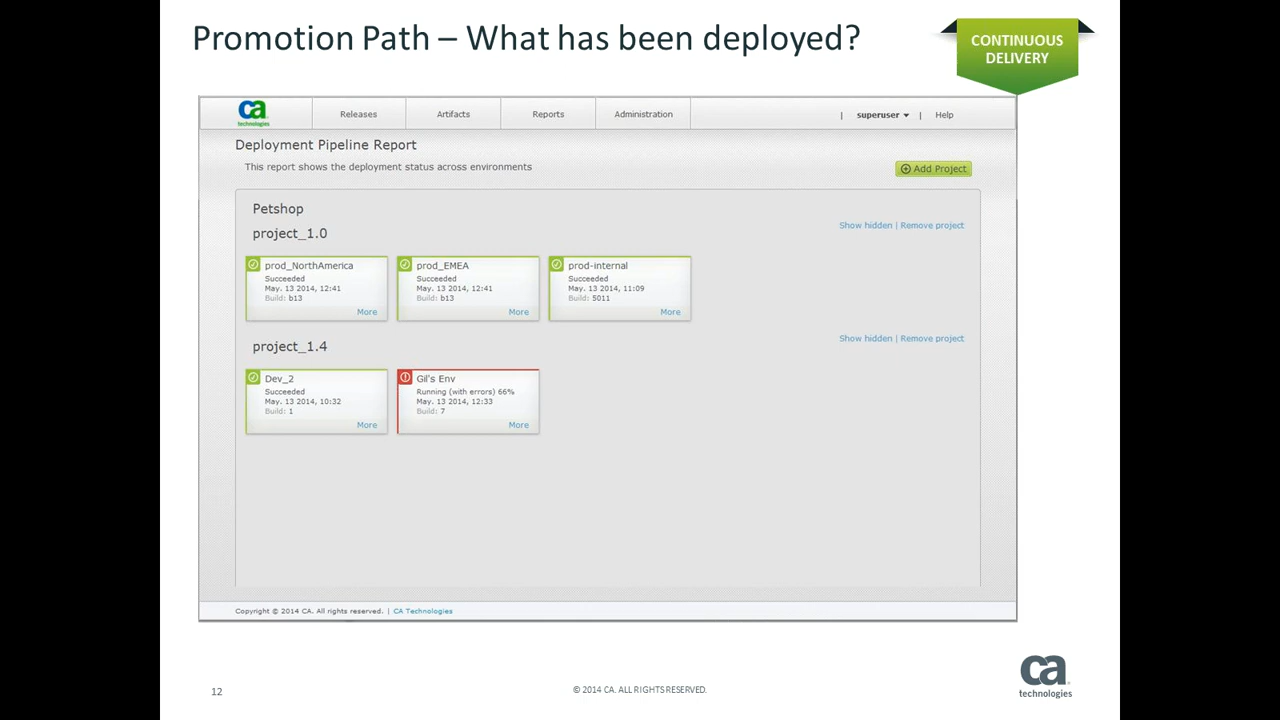 Promotion Path – What has been deployed?
CONTINUOUS
DELIVERY
ca
technologies
Releases
Artifacts
Reports
Administration
| superuser | Help
Deployment Pipeline Report
This report shows the deployment status across environments
Add Project
Petshop
project_1.0
Show hidden | Remove project
prod_NorthAmerica
Succeeded
May. 13 2014, 12:41
Build: b13
More
prod_EMEA
Succeeded
May. 13 2014, 12:41
Build: b13
More
prod-internal
Succeeded
May. 13 2014, 11:09
Build: 5011
More
project_1.4
Show hidden | Remove project
Dev_2
Succeeded
May. 13 2014, 10:32
Build: 1
More
Gil's Env
Running (with errors) 66%
May. 13 2014, 12:33
Build: 7
More
Copyright © 2014 CA. All rights reserved. | CA Technologies
12
© 2014 CA. ALL RIGHTS RESERVED.
ca
technologies